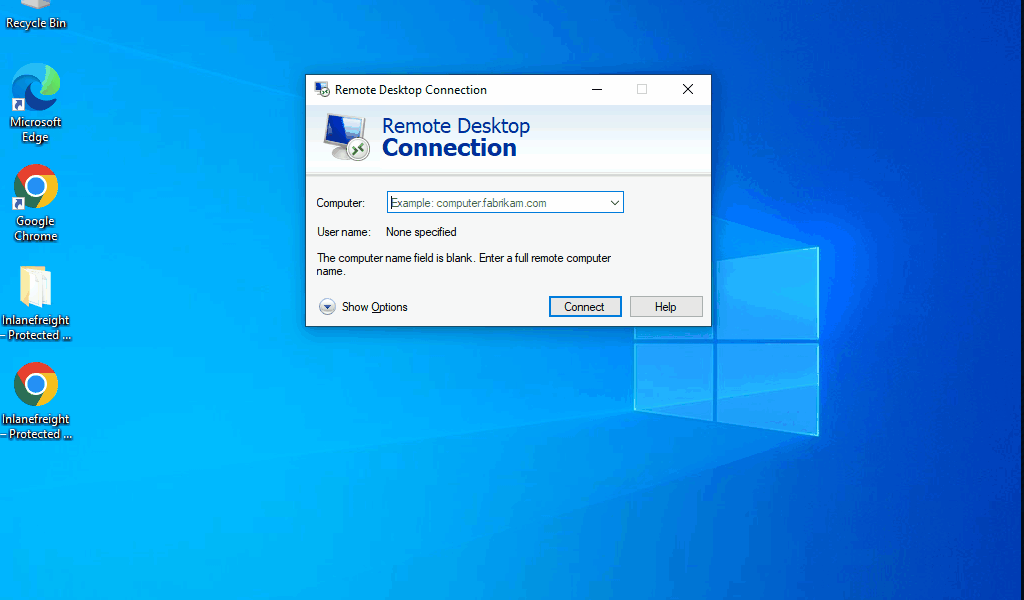 Recycle Bin
Microsoft
Edge
Google
Chrome
Inlanefreight
– Protected ...
Inlanefreight
– Protected ...
Remote Desktop Connection
Remote Desktop
Connection
Computer:
Example: computer.fabrikam.com
User name:
None specified
The computer name field is blank. Enter a full remote computer
name.
Show Options
Connect
Help